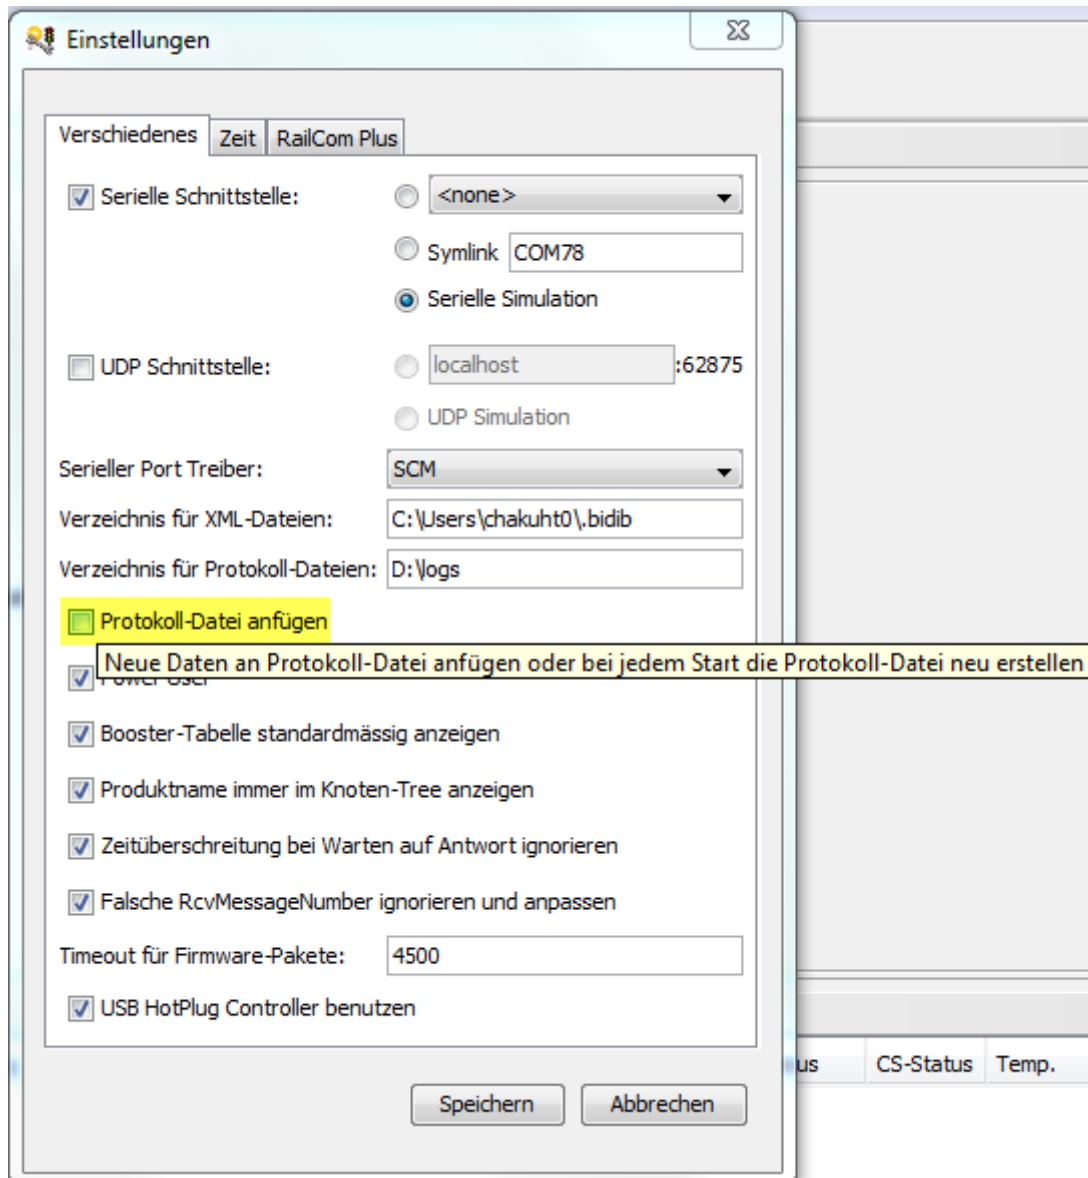 Einstellungen
Verschiedenes Zeit RailCom Plus
Serielle Schnittstelle: <none>
Symlink COM78
Serielle Simulation
UDP Schnittstelle: localhost :62875
UDP Simulation
Serieller Port Treiber: SCM
Verzeichnis für XML-Dateien: C:\Users\chakuht0\.bidib
Verzeichnis für Protokoll-Dateien: D:\logs
Protokoll-Datei anfügen
Neue Daten an Protokoll-Datei anfügen oder bei jedem Start die Protokoll-Datei neu erstellen
Booster-Tabelle standardmässig anzeigen
Produktname immer im Knoten-Tree anzeigen
Zeitüberschreitung bei Warten auf Antwort ignorieren
Falsche RcvMessageNumber ignorieren und anpassen
Timeout für Firmware-Pakete: 4500
USB HotPlug Controller benutzen
CS-Status Temp.
Speichern Abbrechen